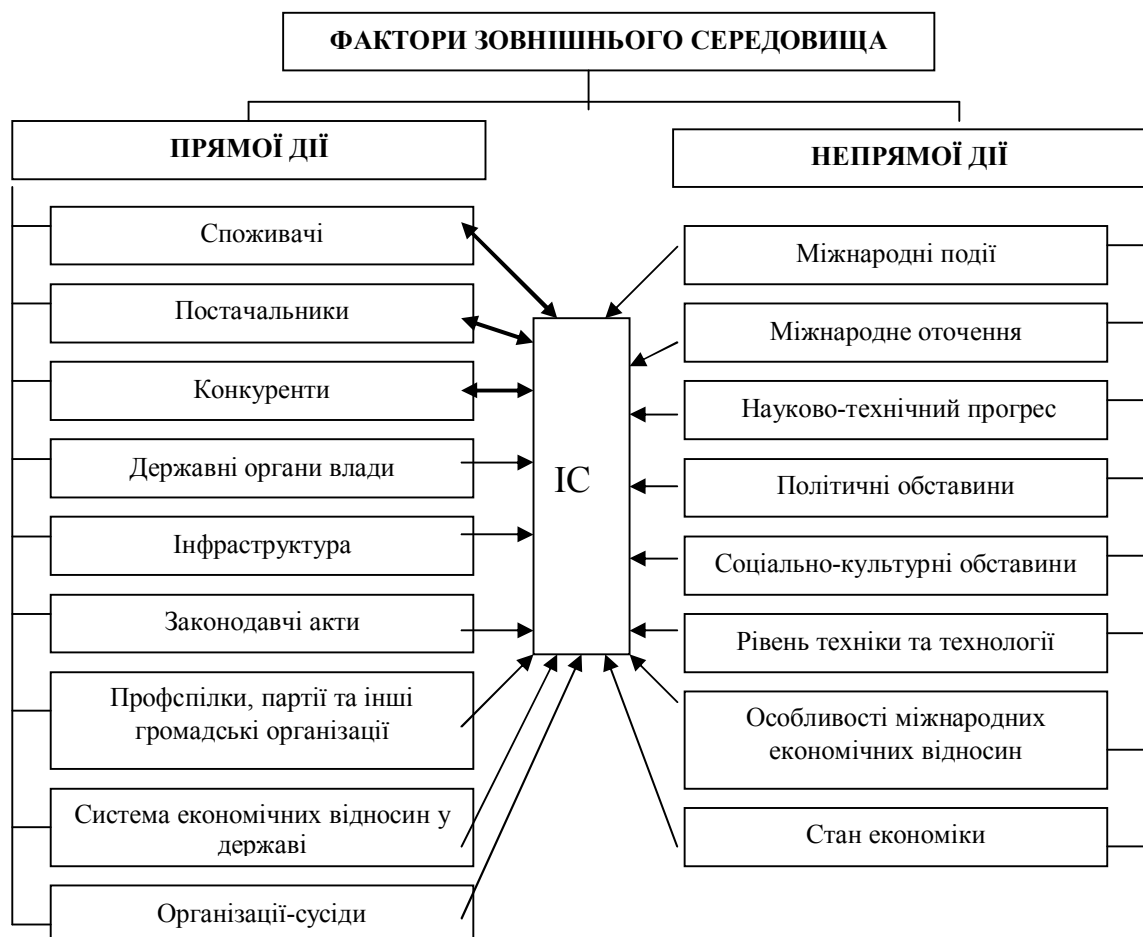 ФАКТОРИ ЗОВНІШНЬОГО СЕРЕДОВИЩА
ПРЯМОЇ ДІЇ
Споживачі
Постачальники
Конкуренти
Державні органи влади
Інфраструктура
Законодавчі акти
Профспілки, партії та інші
громадські організації
Система економічних відносин у
державі
Організації-сусіди
ІС
НЕПРЯМОЇ ДІЇ
Міжнародні події
Міжнародне оточення
Науково-технічний прогрес
Політичні обставини
Соціально-культурні обставини
Рівень техніки та технології
Особливості міжнародних
економічних відносин
Стан економіки